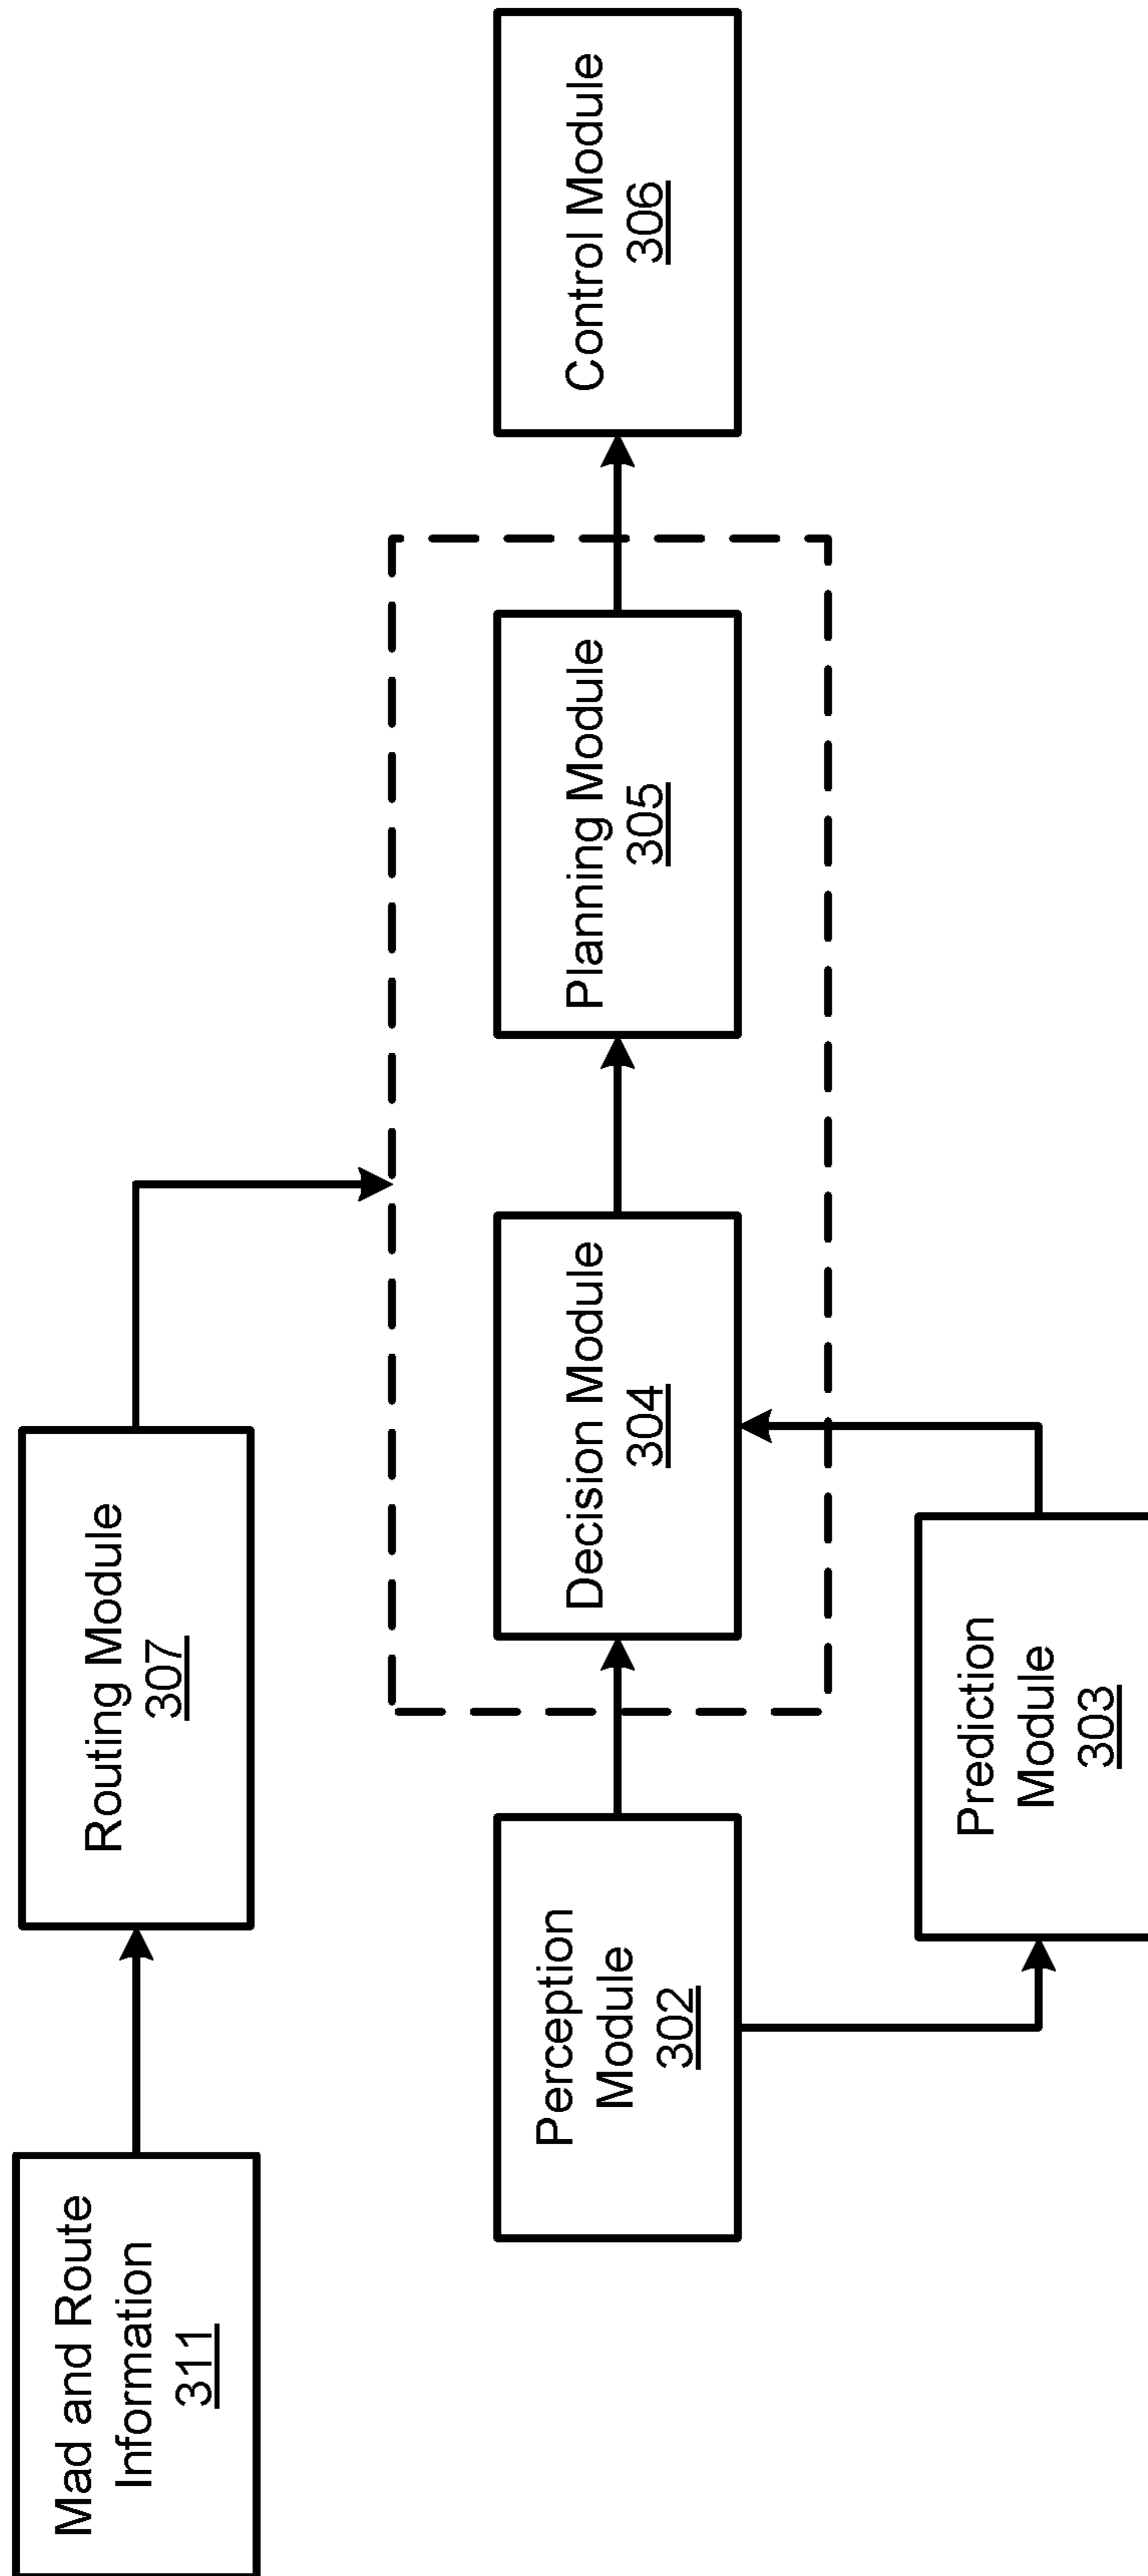 Mad and Route
Information
311
Routing Module
307
Perception
Module
302
Decision Module
304
Planning Module
305
Control Module
306
Prediction
Module
303